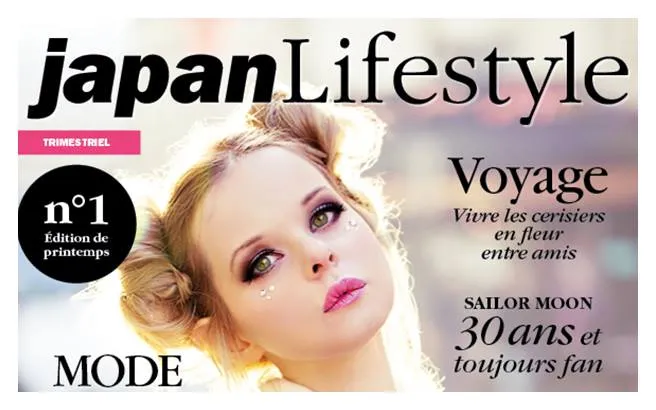 japanLifestyle
TRIMESTRIEL
n°1
Édition de
printemps
Voyage
Vivre les cerisiers
en fleur
entre amis
SAILOR MOON
30 ans et
toujours fan
MODE